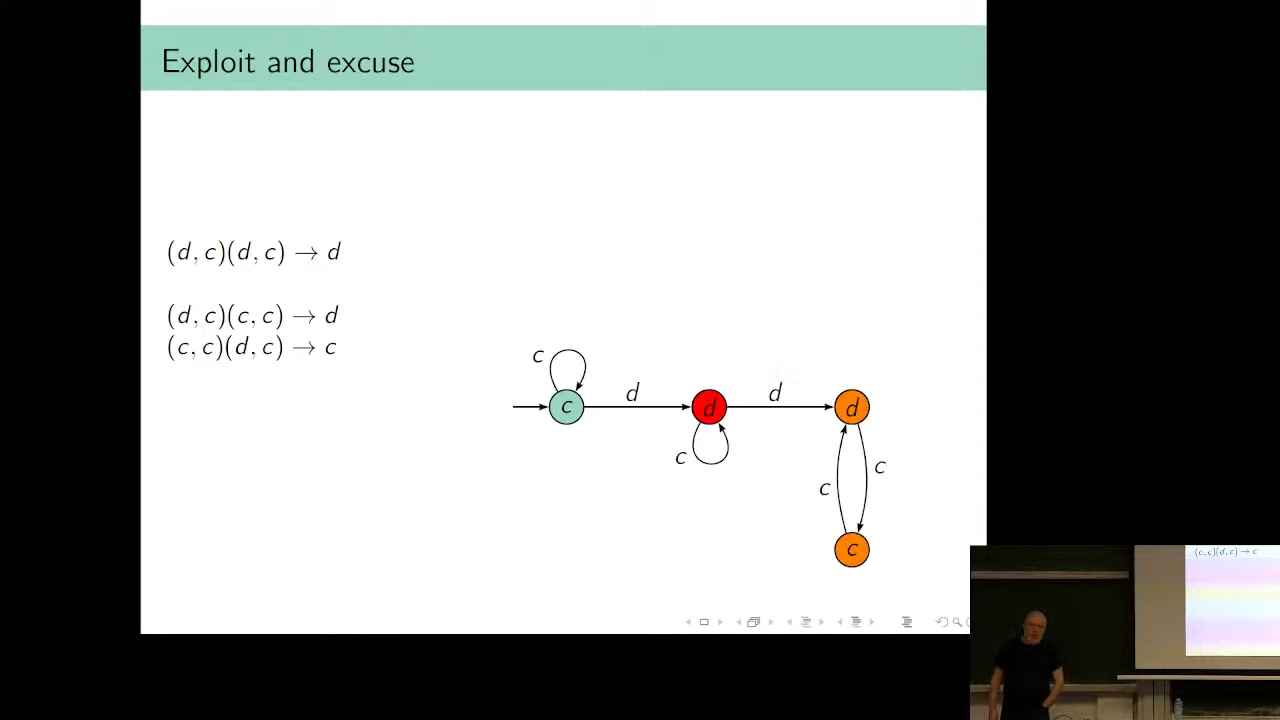 Exploit and excuse
(d, c)(d, c) → d
(d, c)(c, c) → d
(c, c)(d, c) → c
c
d
d
c
d
d
c
c
c
c
(c, c)(d, c) → c